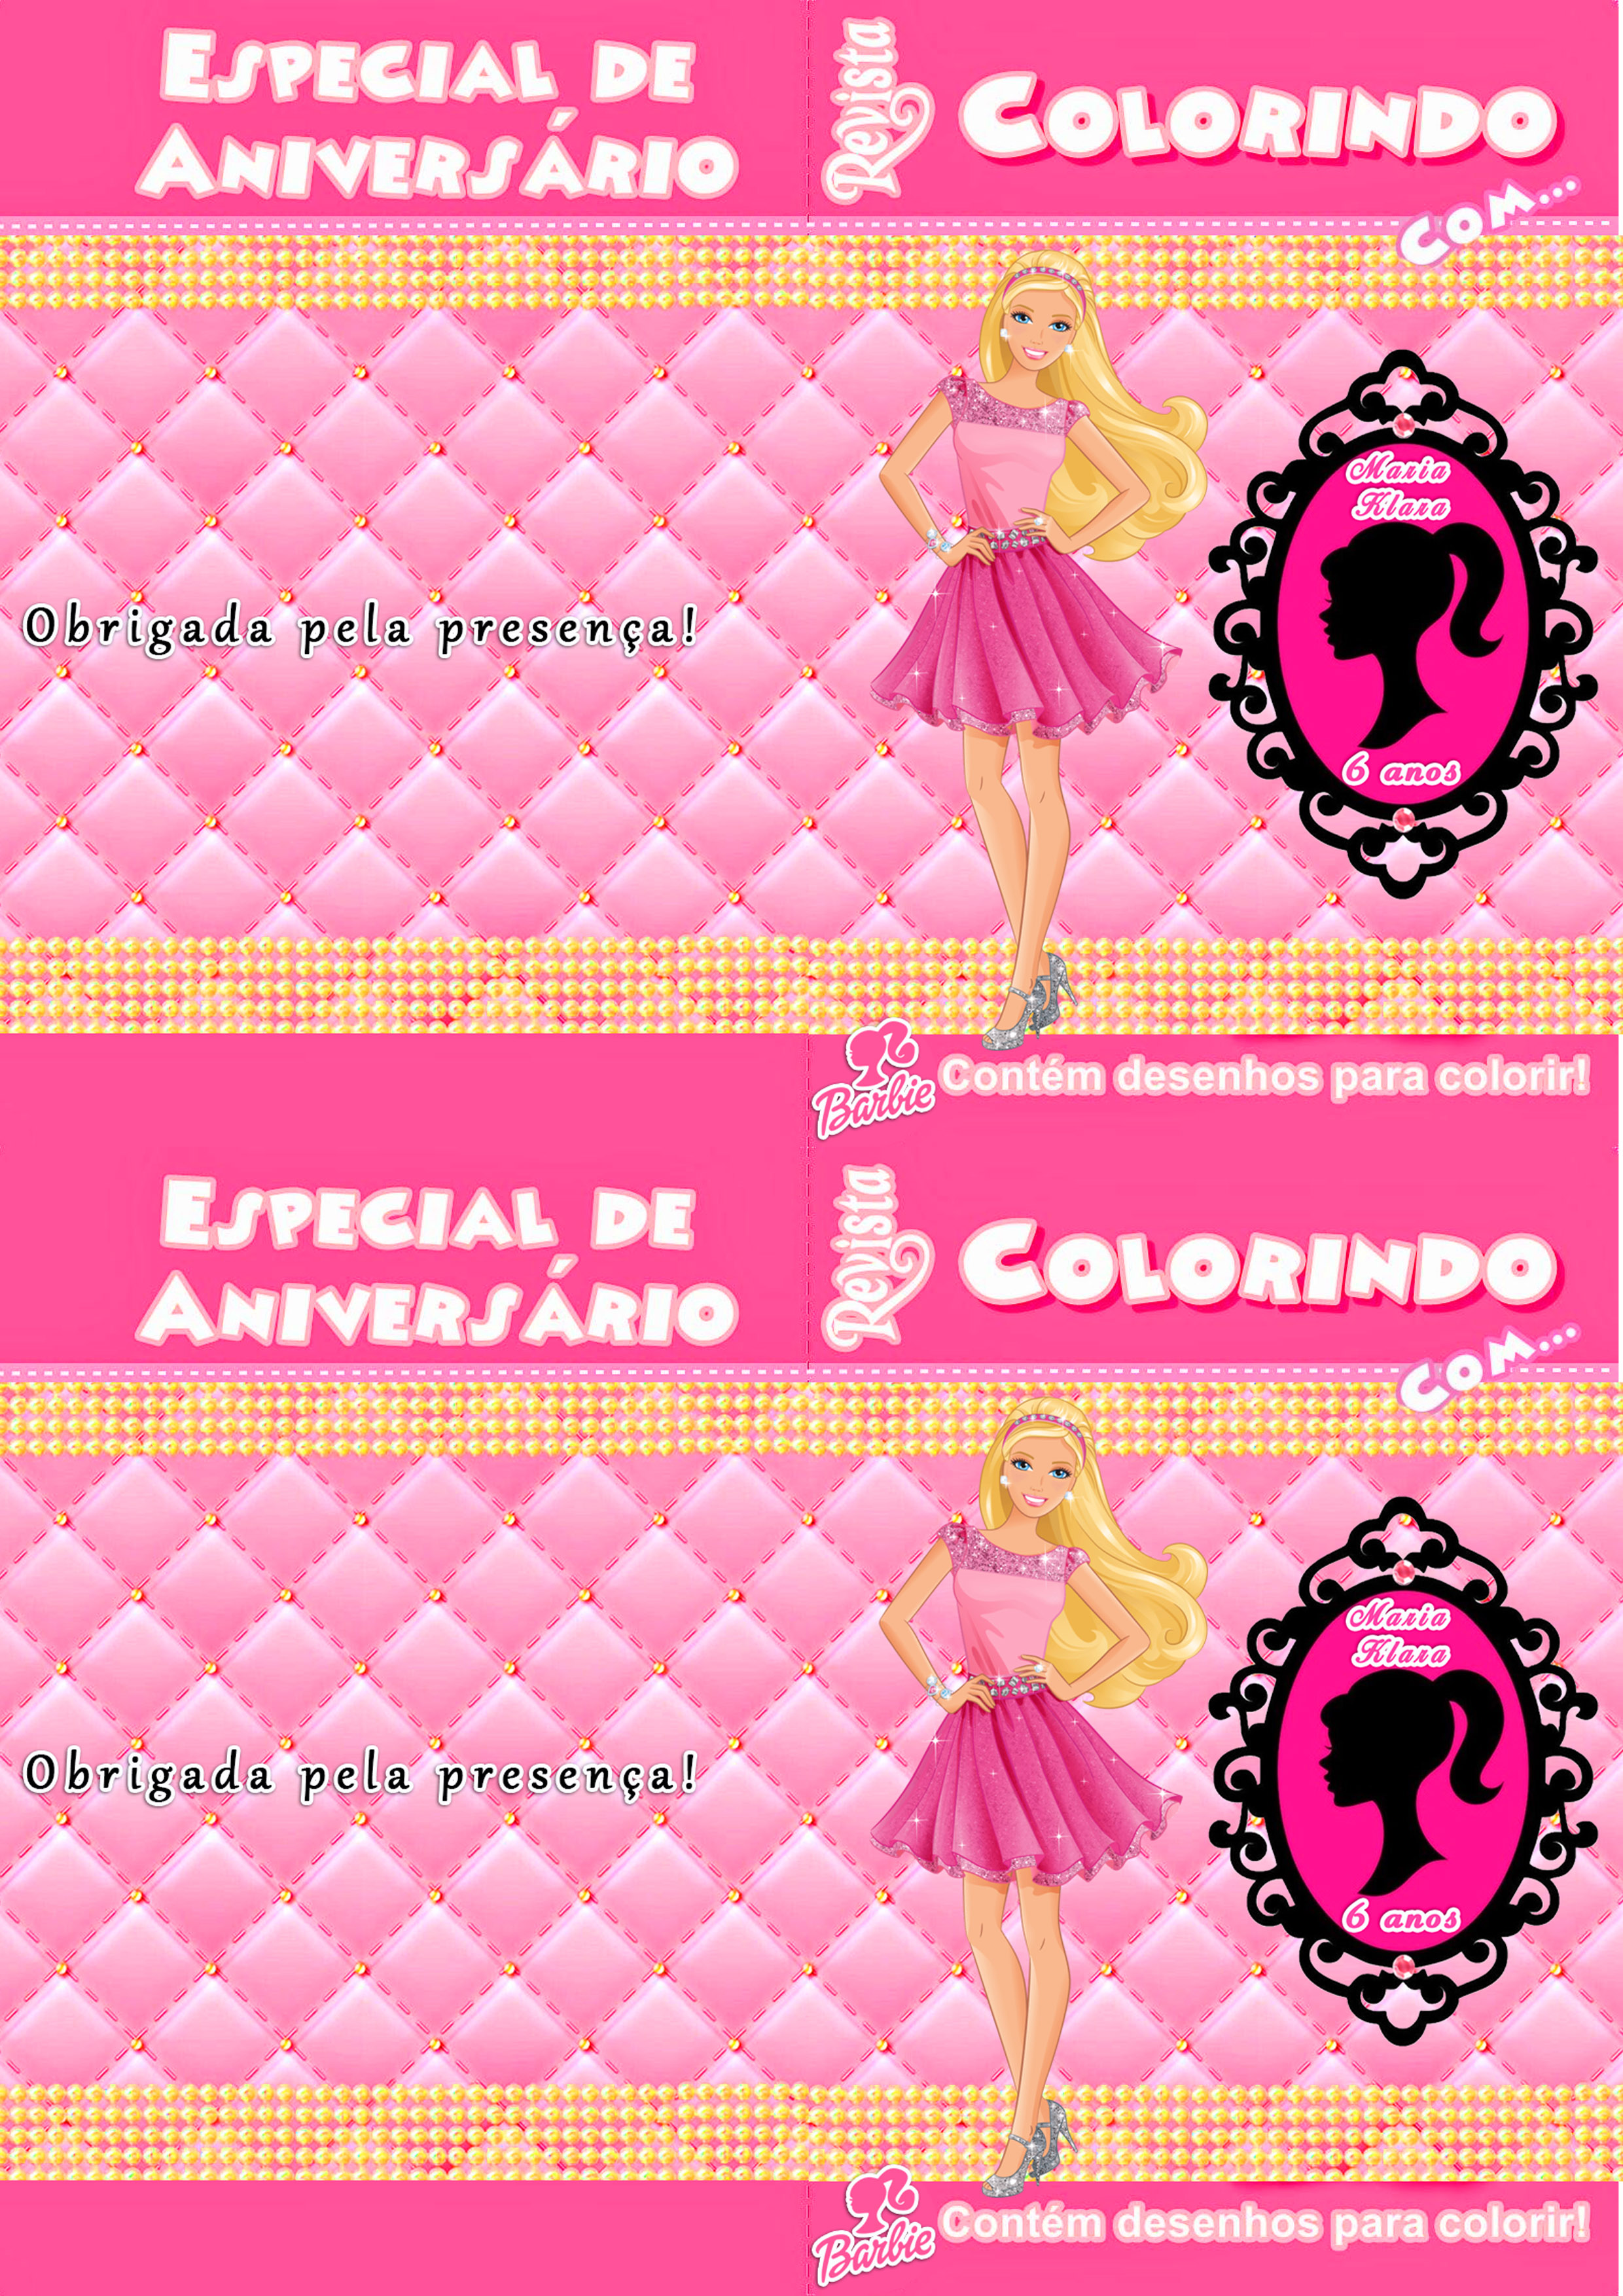 Especial de
Aniversário
Revista
Colorindo
com...
Maria
Klara
6 anos
Obrigada pela presença!
Barbie
Contém desenhos para colorir!
Especial de
Aniversário
Revista
Colorindo
com...
Maria
Klara
6 anos
Obrigada pela presença!
Barbie
Contém desenhos para colorir!